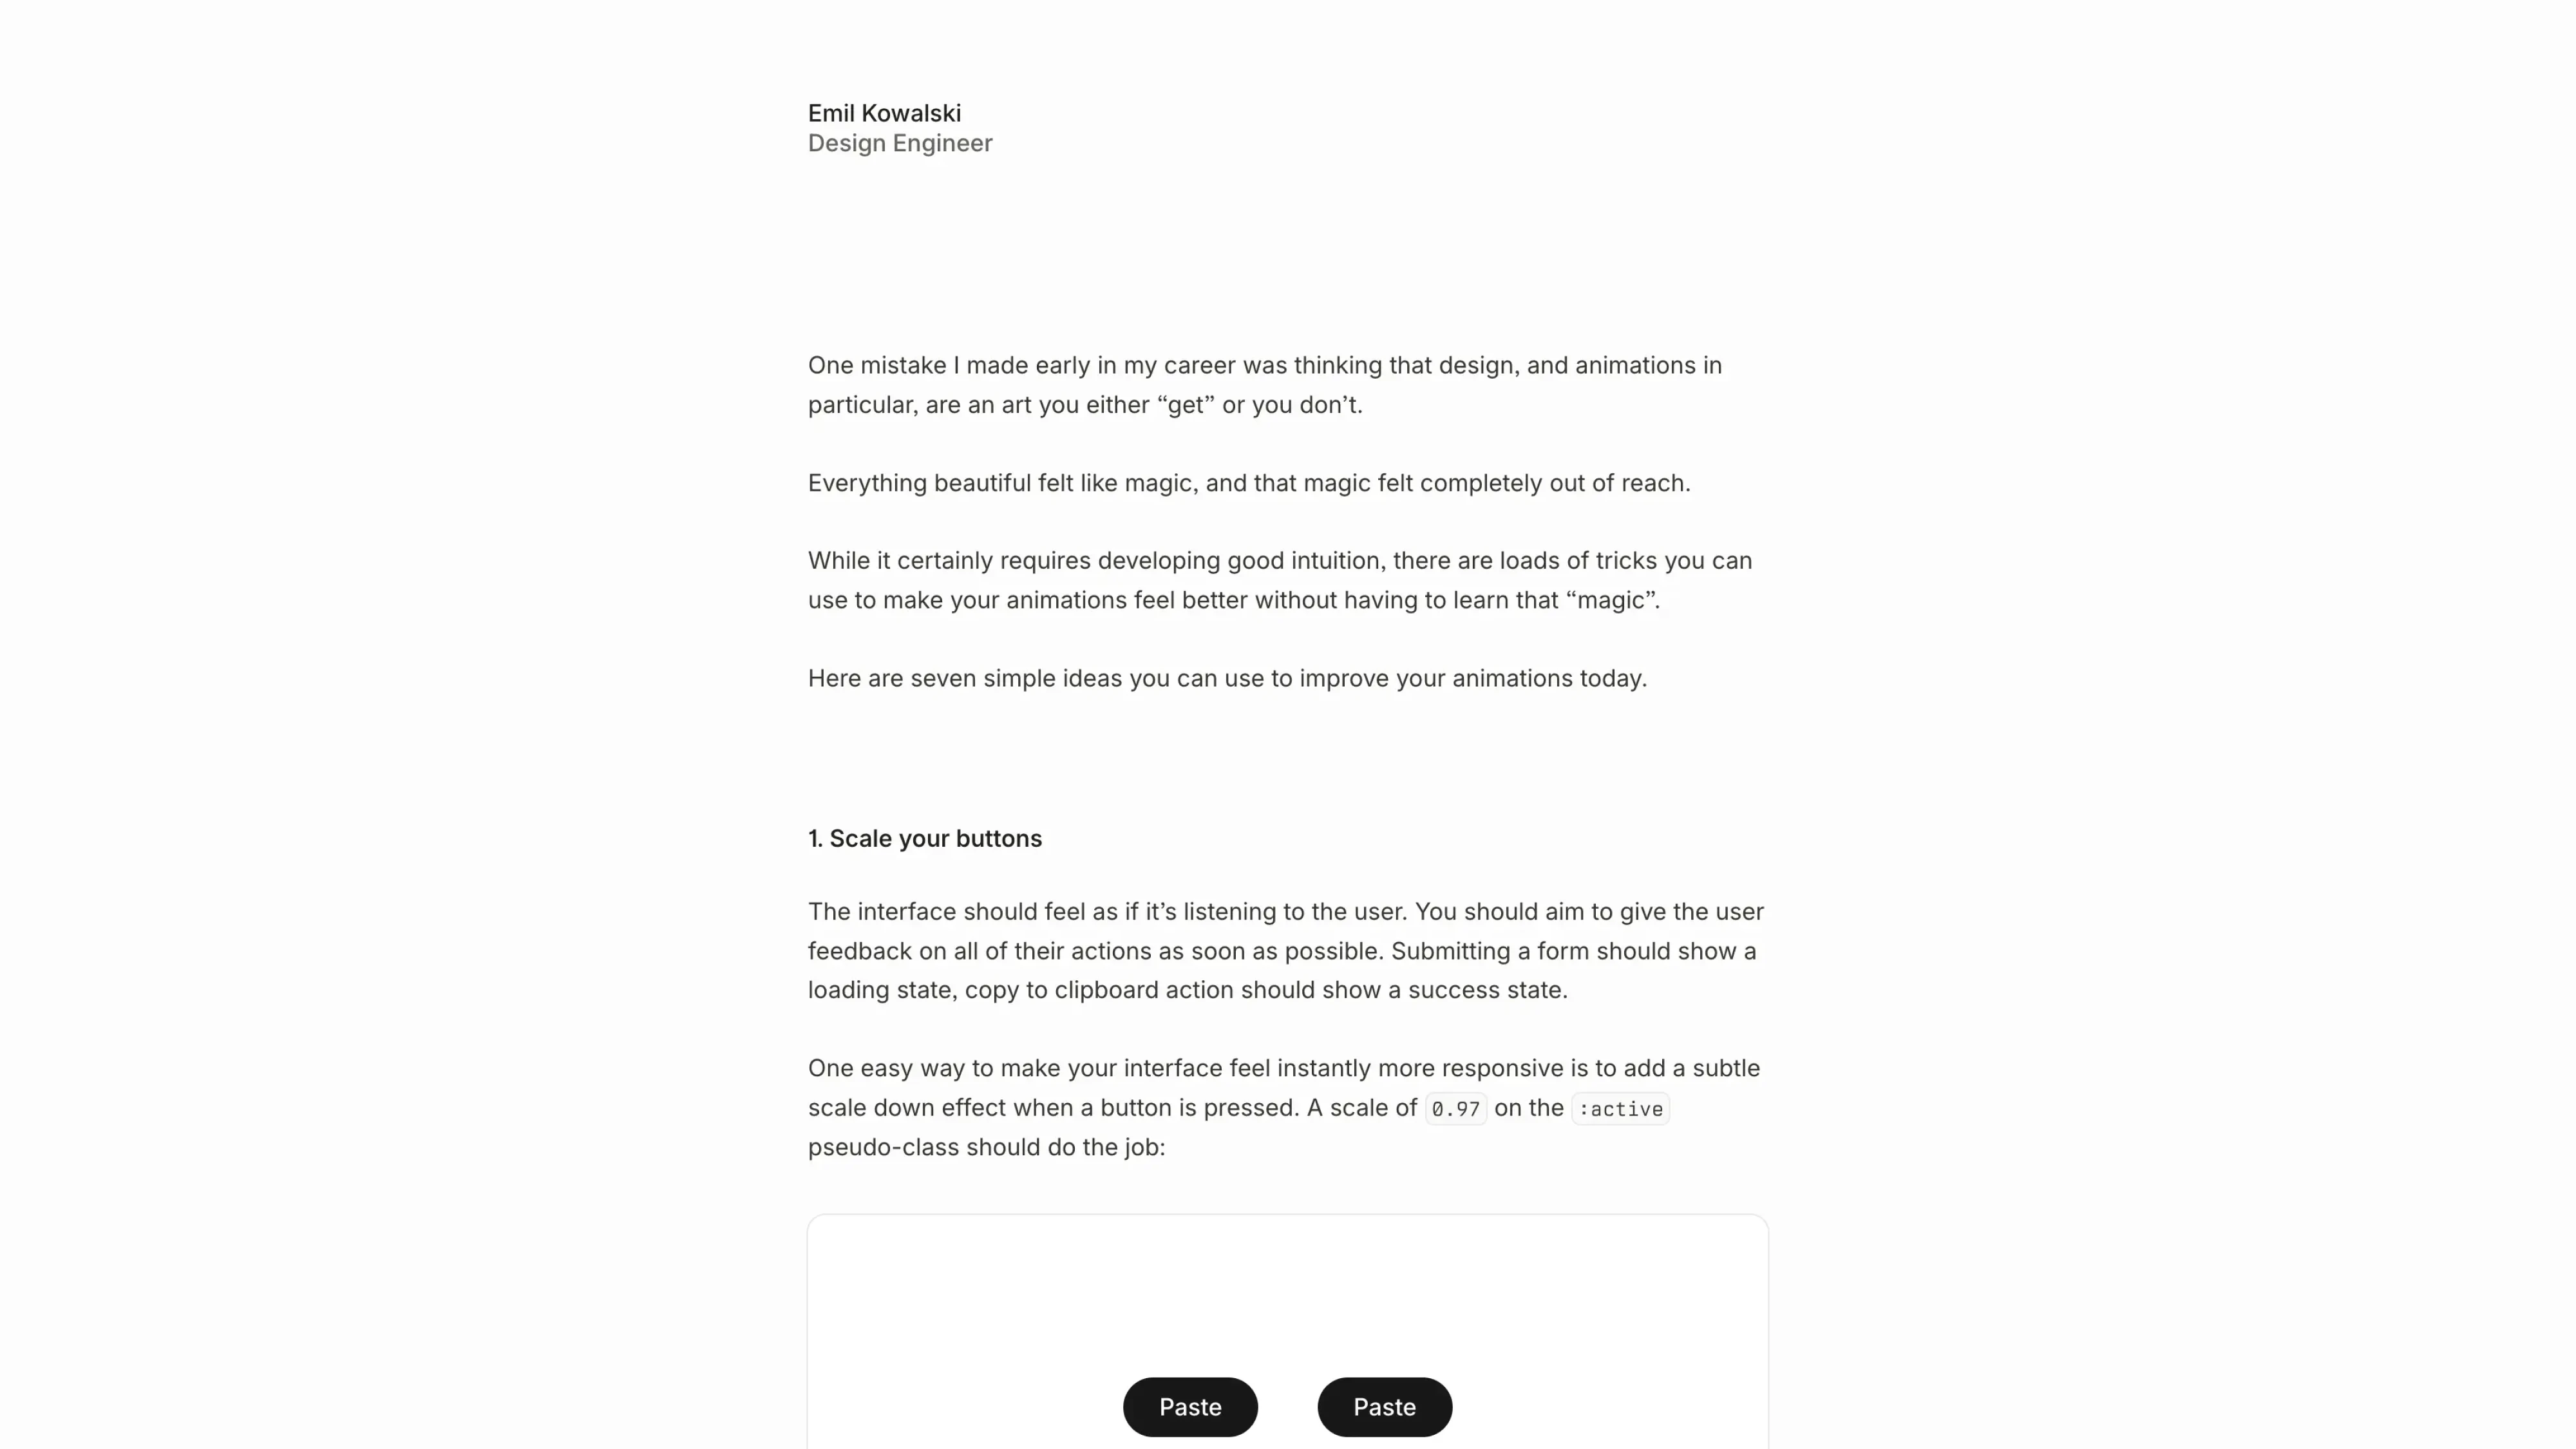 Emil Kowalski
Design Engineer
One mistake I made early in my career was thinking that design, and animations in
particular, are an art you either “get” or you don’t.
Everything beautiful felt like magic, and that magic felt completely out of reach.
While it certainly requires developing good intuition, there are loads of tricks you can
use to make your animations feel better without having to learn that “magic”.
Here are seven simple ideas you can use to improve your animations today.
1. Scale your buttons
The interface should feel as if it’s listening to the user. You should aim to give the user
feedback on all of their actions as soon as possible. Submitting a form should show a
loading state, copy to clipboard action should show a success state.
One easy way to make your interface feel instantly more responsive is to add a subtle
scale down effect when a button is pressed. A scale of 0.97 on the :active
pseudo-class should do the job:
Paste Paste